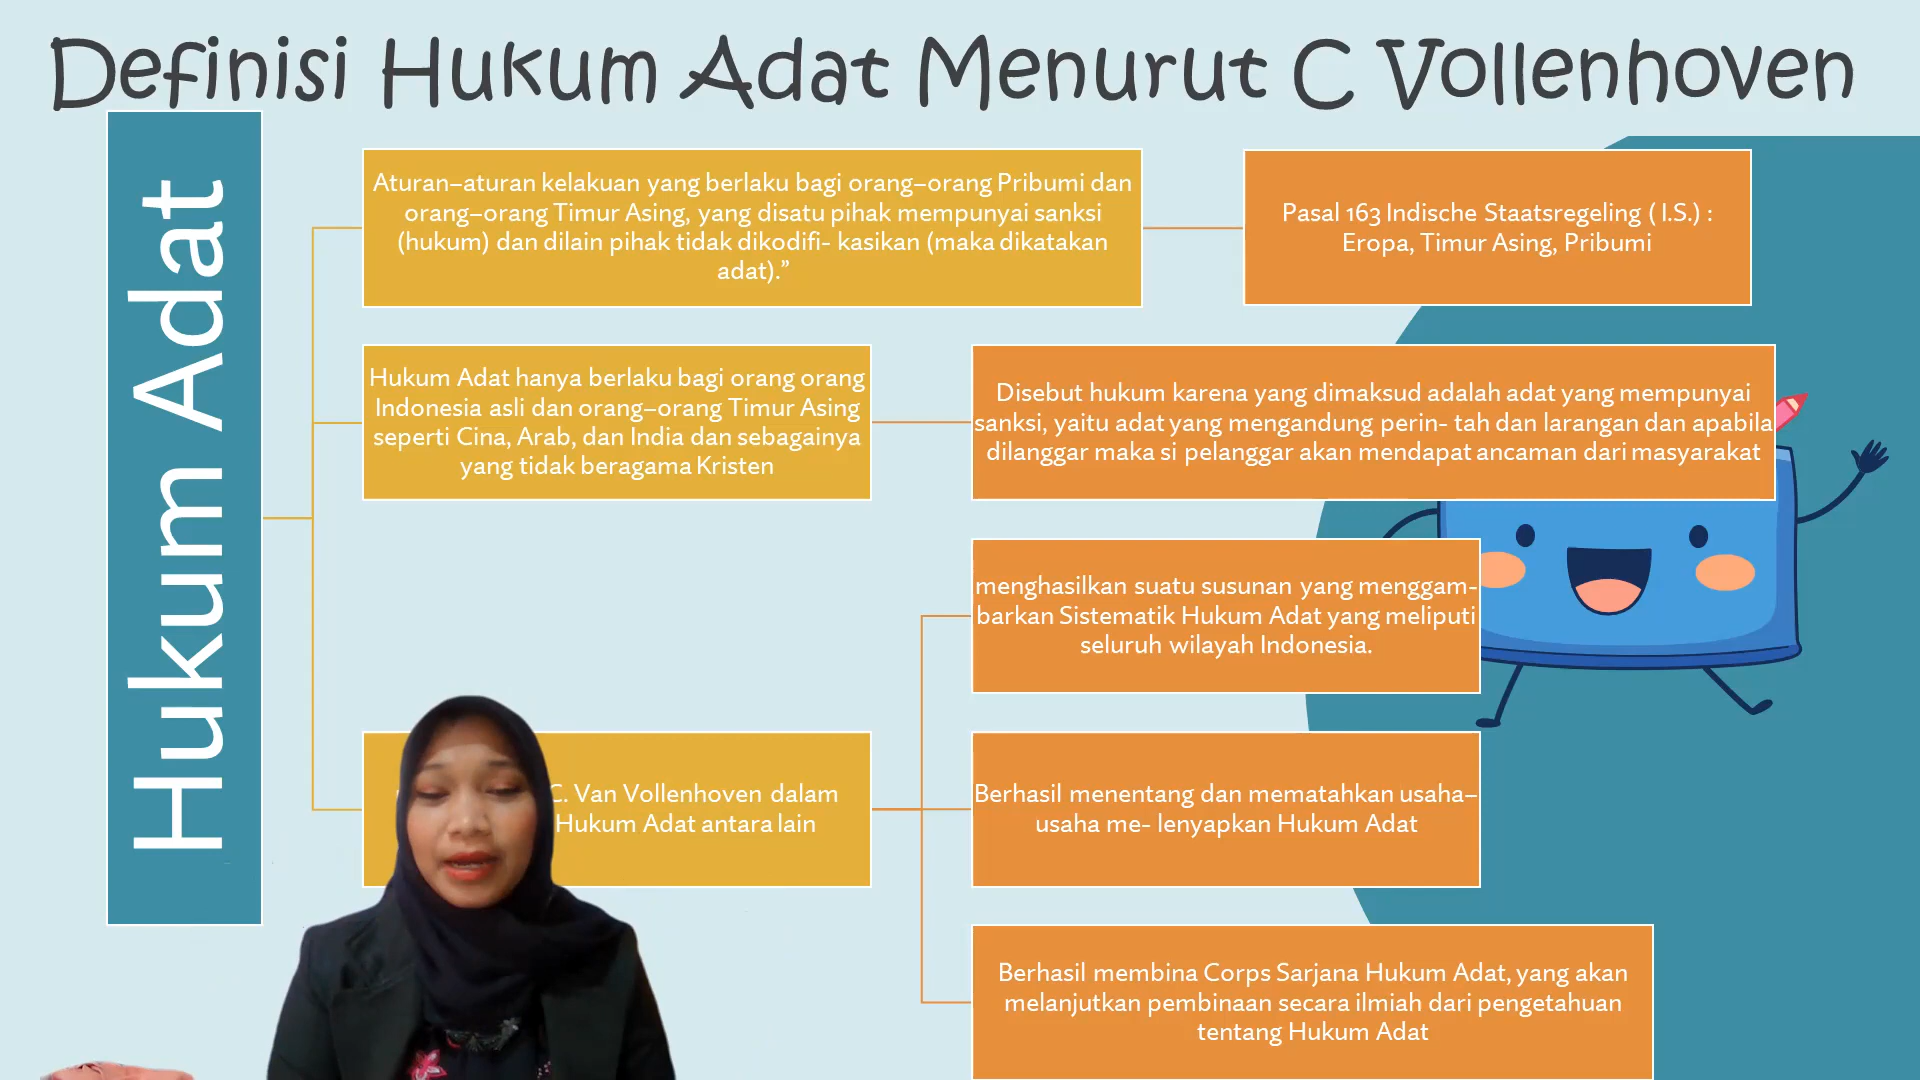 Definisi Hukum Adat Menurut C Vollenhoven
Hukum Adat
Aturan–aturan kelakuan yang berlaku bagi orang–orang Pribumi dan
orang–orang Timur Asing, yang disatu pihak mempunyai sanksi
(hukum) dan dilain pihak tidak dikodifi- kasikan (maka dikatakan
adat).”
Pasal 163 Indische Staatsregeling ( I.S.) :
Eropa, Timur Asing, Pribumi
Hukum Adat hanya berlaku bagi orang orang
Indonesia asli dan orang–orang Timur Asing
seperti Cina, Arab, dan India dan sebagainya
yang tidak beragama Kristen
Disebut hukum karena yang dimaksud adalah adat yang mempunyai
sanksi, yaitu adat yang mengandung perin- tah dan larangan dan apabila
dilanggar maka si pelanggar akan mendapat ancaman dari masyarakat
C. Van Vollenhoven dalam
Hukum Adat antara lain
menghasilkan suatu susunan yang menggam-
barkan Sistematik Hukum Adat yang meliputi
seluruh wilayah Indonesia.
Berhasil menentang dan mematahkan usaha–
usaha me- lenyapkan Hukum Adat
Berhasil membina Corps Sarjana Hukum Adat, yang akan
melanjutkan pembinaan secara ilmiah dari pengetahuan
tentang Hukum Adat